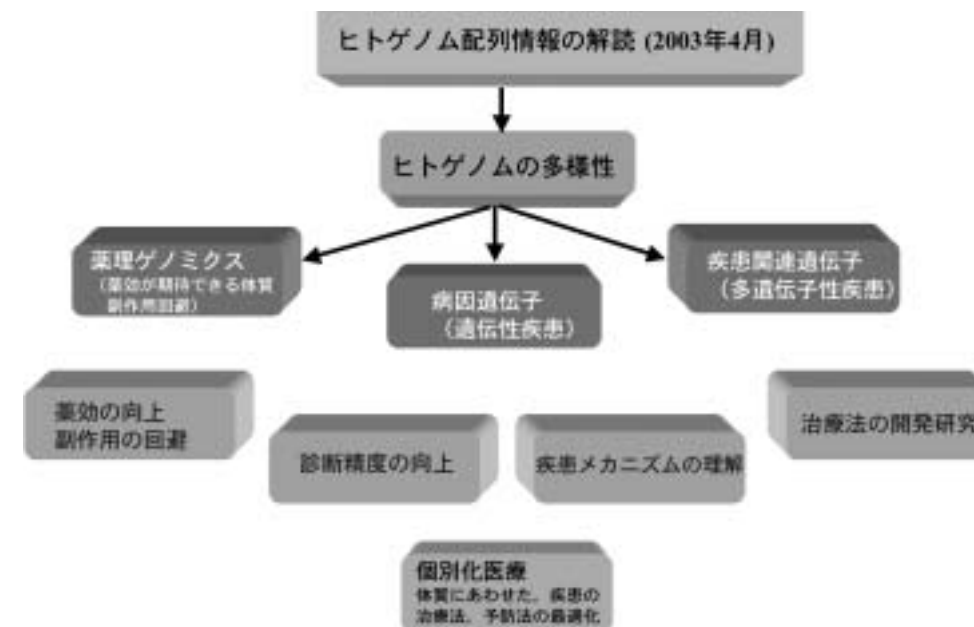 ヒトゲノム配列情報の解読 (2003年4月)
ヒトゲノムの多様性
薬理ゲノミクス
（薬効が期待できる体質
副作用回避）
病因遺伝子
（遺伝性疾患）
疾患関連遺伝子
（多遺伝子性疾患）
薬効の向上
副作用の回避
診断精度の向上
疾患メカニズムの理解
治療法の開発研究
個別化医療
体質にあわせた、疾患の
治療法、予防法の最適化